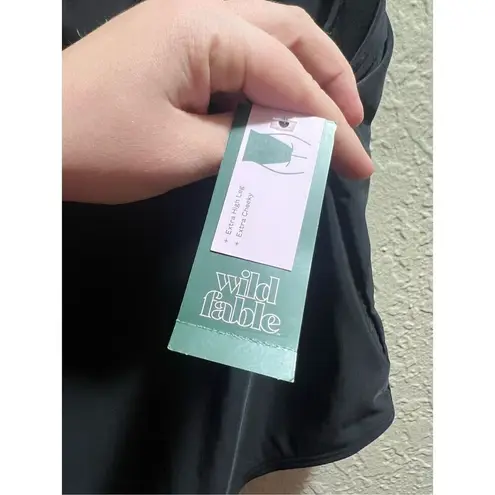 + Extra High Leg
+ Extra Cheeky
wild
fable